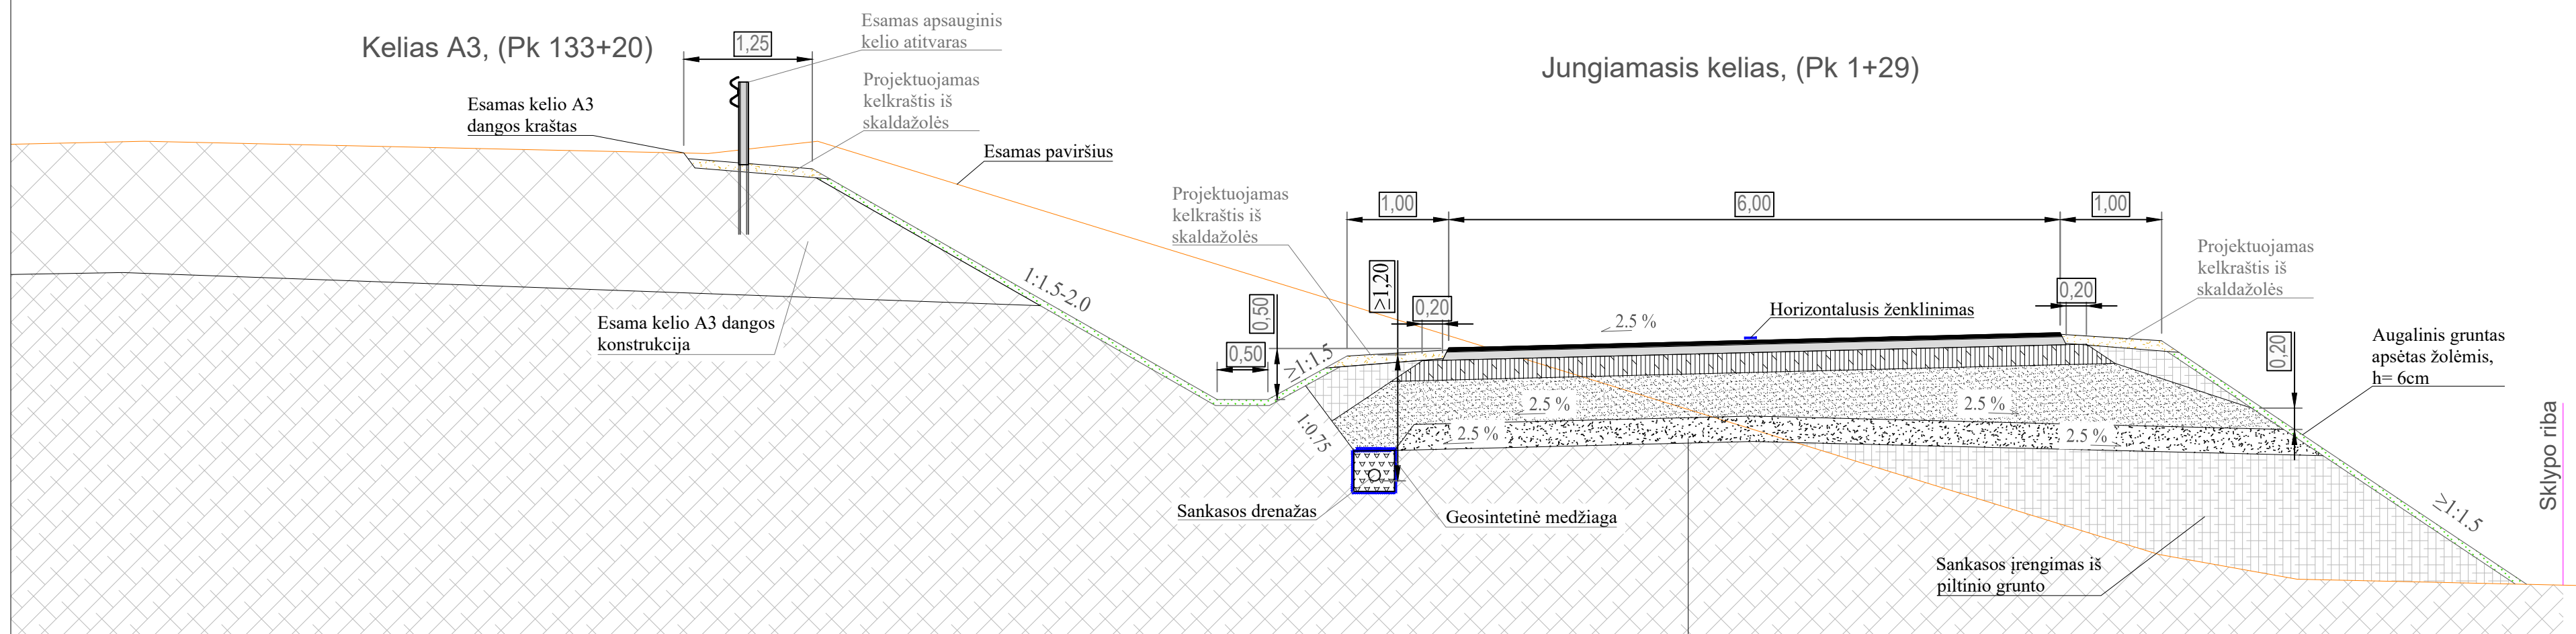 Kelias A3, (Pk 133+20)
1,25
Esamas apsauginis
kelio atitvaras
Projektuojamas
kelkraštis iš
skaldažolės
Esamas kelio A3
dangos kraštas
Esamas paviršius
Esama kelio A3 dangos
konstrukcija
1:1.5-2.0
Jungiamasis kelias, (Pk 1+29)
Projektuojamas
kelkraštis iš
skaldažolės
1,00
6,00
1,00
≥1,20
0,20
0,50
0,50
≥1:1.5
1:0.75
2.5 %
Horizontalusis ženklinimas
0,20
Projektuojamas
kelkraštis iš
skaldažolės
0,20
2.5 %
2.5 %
2.5 %
2.5 %
Augalinis gruntas
apsėtas žolėmis,
h= 6cm
Sklypo riba
≥1:1.5
Sankasos drenažas
Geosintetinė medžiaga
Sankasos įrengimas iš
piltinio grunto